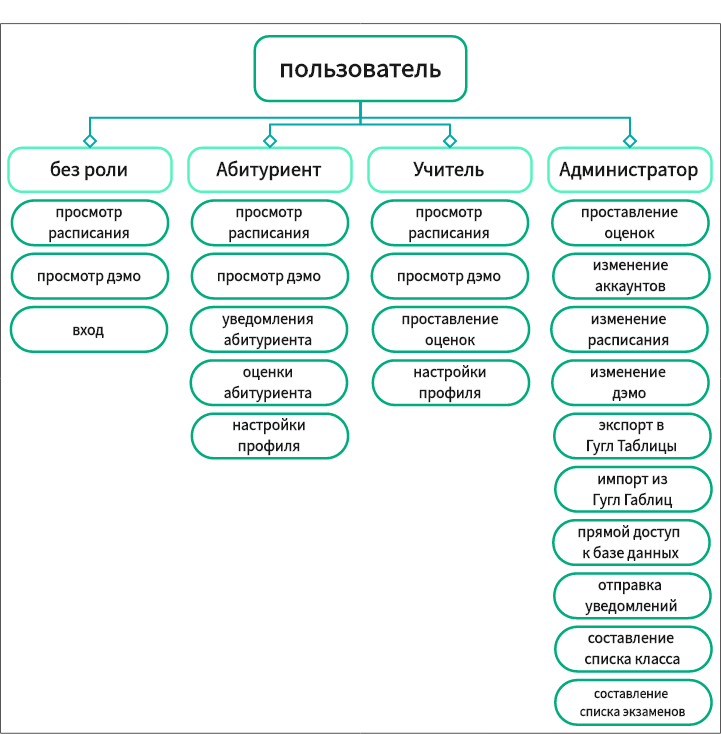 пользователь
без роли
просмотр
расписания
просмотр дэмо
вход
Абитуриент
просмотр
расписания
просмотр дэмо
уведомления
абитуриента
оценки
абитуриента
настройки
профиля
Учитель
просмотр
расписания
просмотр дэмо
проставление
оценок
настройки
профиля
Администратор
проставление
оценок
изменение
аккаунтов
изменение
расписания
изменение
дэмо
экспорт в
Гугл Таблицы
импорт из
Гугл Габлиц
прямой доступ
к базе данных
отправка
уведомлений
составление
списка класса
составление
списка экзаменов